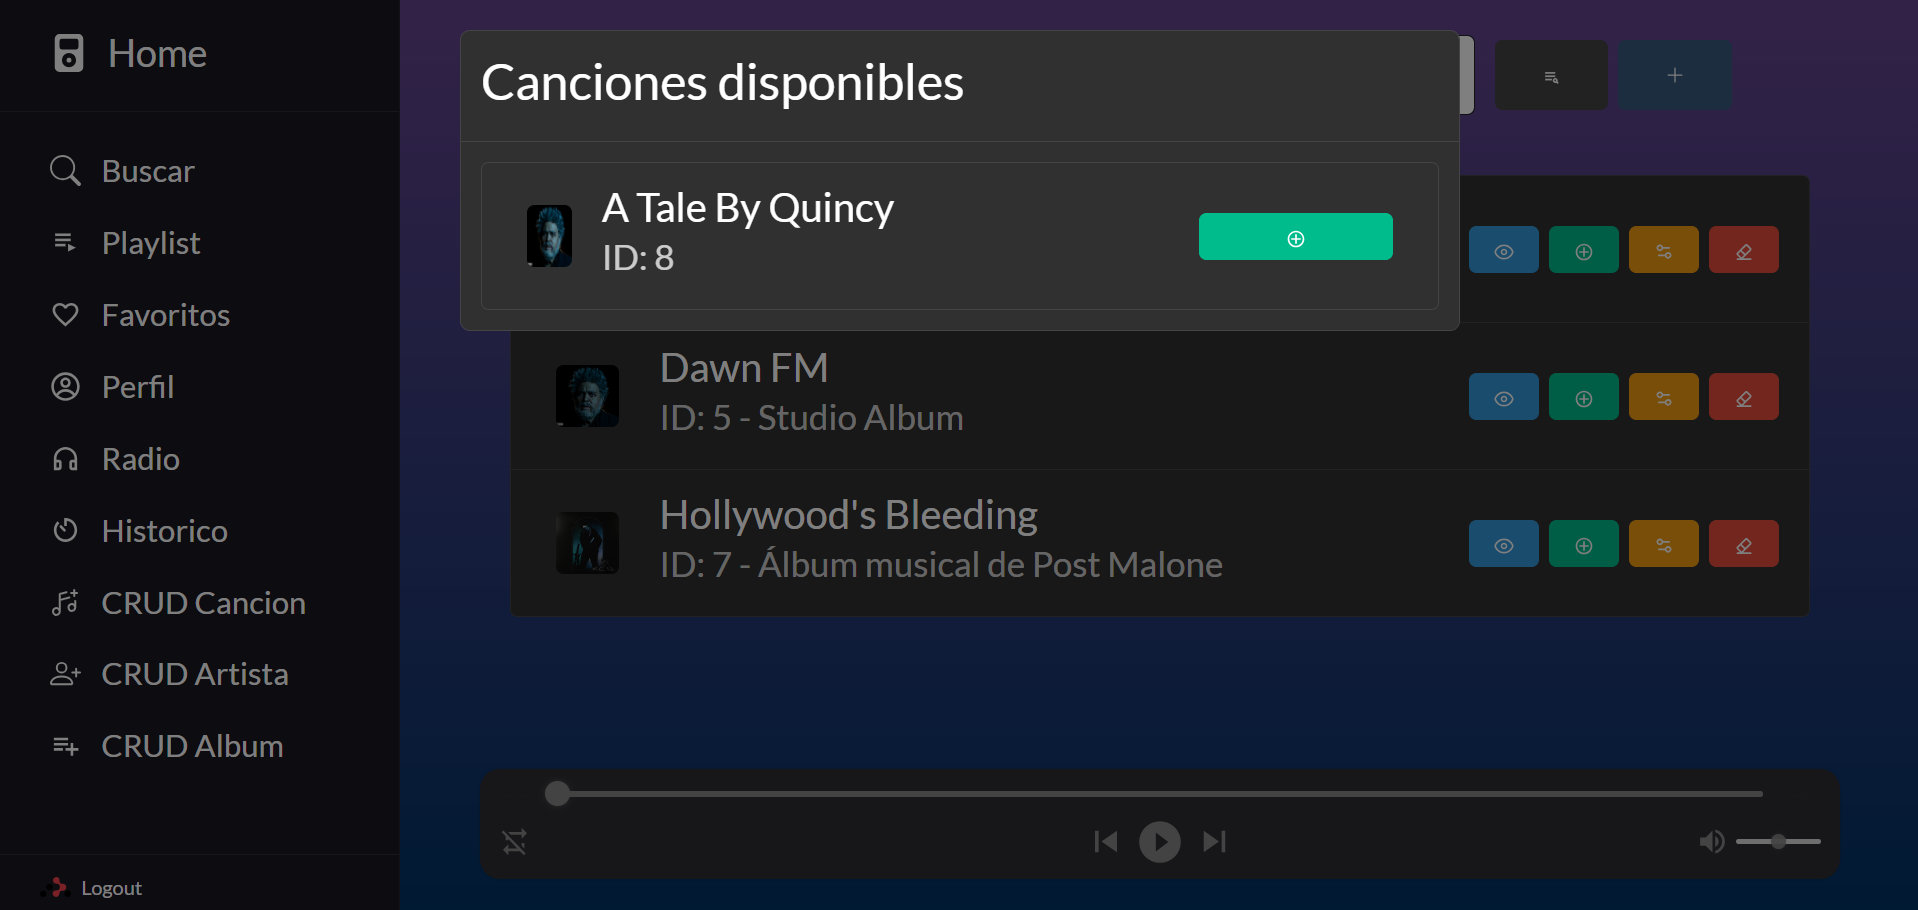 Home
Buscar
Playlist
Favoritos
Perfil
Radio
Historico
CRUD Cancion
CRUD Artista
CRUD Album
Logout
Canciones disponibles
A Tale By Quincy
ID: 8
Dawn FM
ID: 5 - Studio Album
Hollywood's Bleeding
ID: 7 - Álbum musical de Post Malone